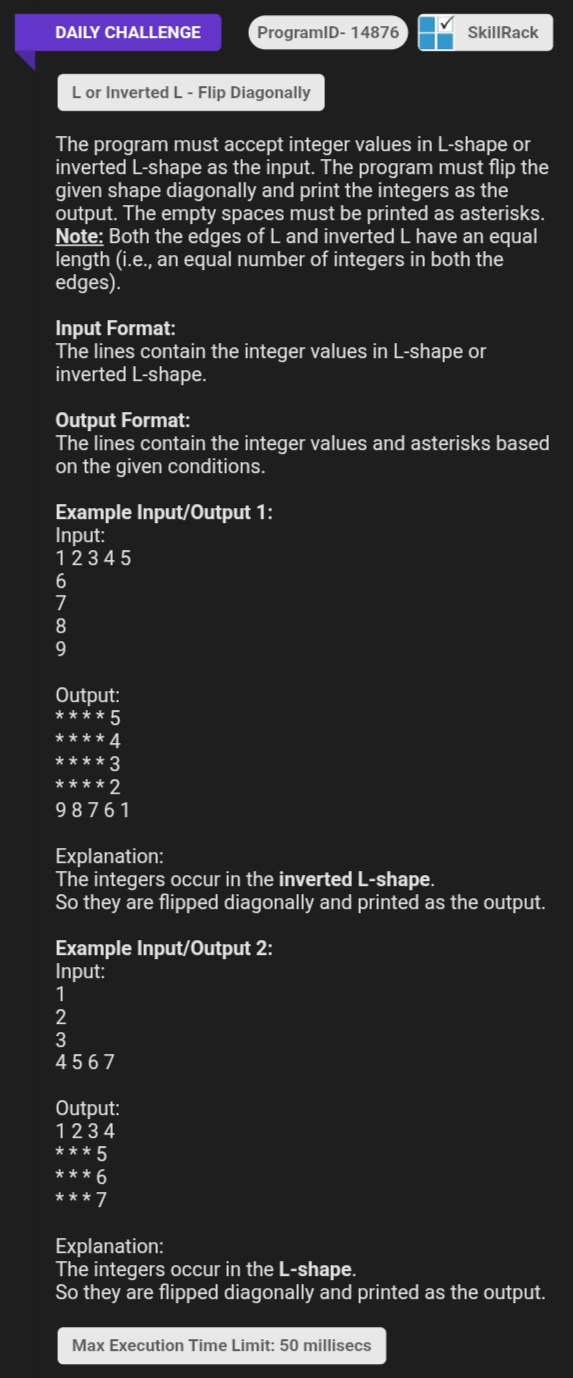 DAILY CHALLENGE
ProgramID- 14876
SkillRack
L or Inverted L - Flip Diagonally
The program must accept integer values in L-shape or
inverted L-shape as the input. The program must flip the
given shape diagonally and print the integers as the
output. The empty spaces must be printed as asterisks.
Note: Both the edges of L and inverted L have an equal
length (i.e., an equal number of integers in both the
edges).
Input Format:
The lines contain the integer values in L-shape or
inverted L-shape.
Output Format:
The lines contain the integer values and asterisks based
on the given conditions.
Example Input/Output 1:
Input:
1 2 3 4 5
6
7
8
9
Output:
* * * * 5
* * * * 4
* * * * 3
* * * * 2
9 8 7 6 1
Explanation:
The integers occur in the inverted L-shape.
So they are flipped diagonally and printed as the output.
Example Input/Output 2:
Input:
1
2
3
4 5 6 7
Output:
1 2 3 4
* * * 5
* * * 6
* * * 7
Explanation:
The integers occur in the L-shape.
So they are flipped diagonally and printed as the output.
Max Execution Time Limit: 50 millisecs